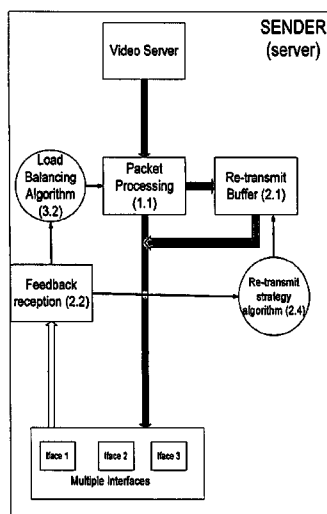 SENDER
(server)
Video Server
Load
Balancing
Algorithm
(3.2)
Packet
Processing
(1.1)
Re-transmit
Buffer (2.1)
Feedback
reception (2.2)
Re-transmit
strategy
algorithm (2.4)
Iface 1
Iface 2
Iface 3
Multiple Interfaces